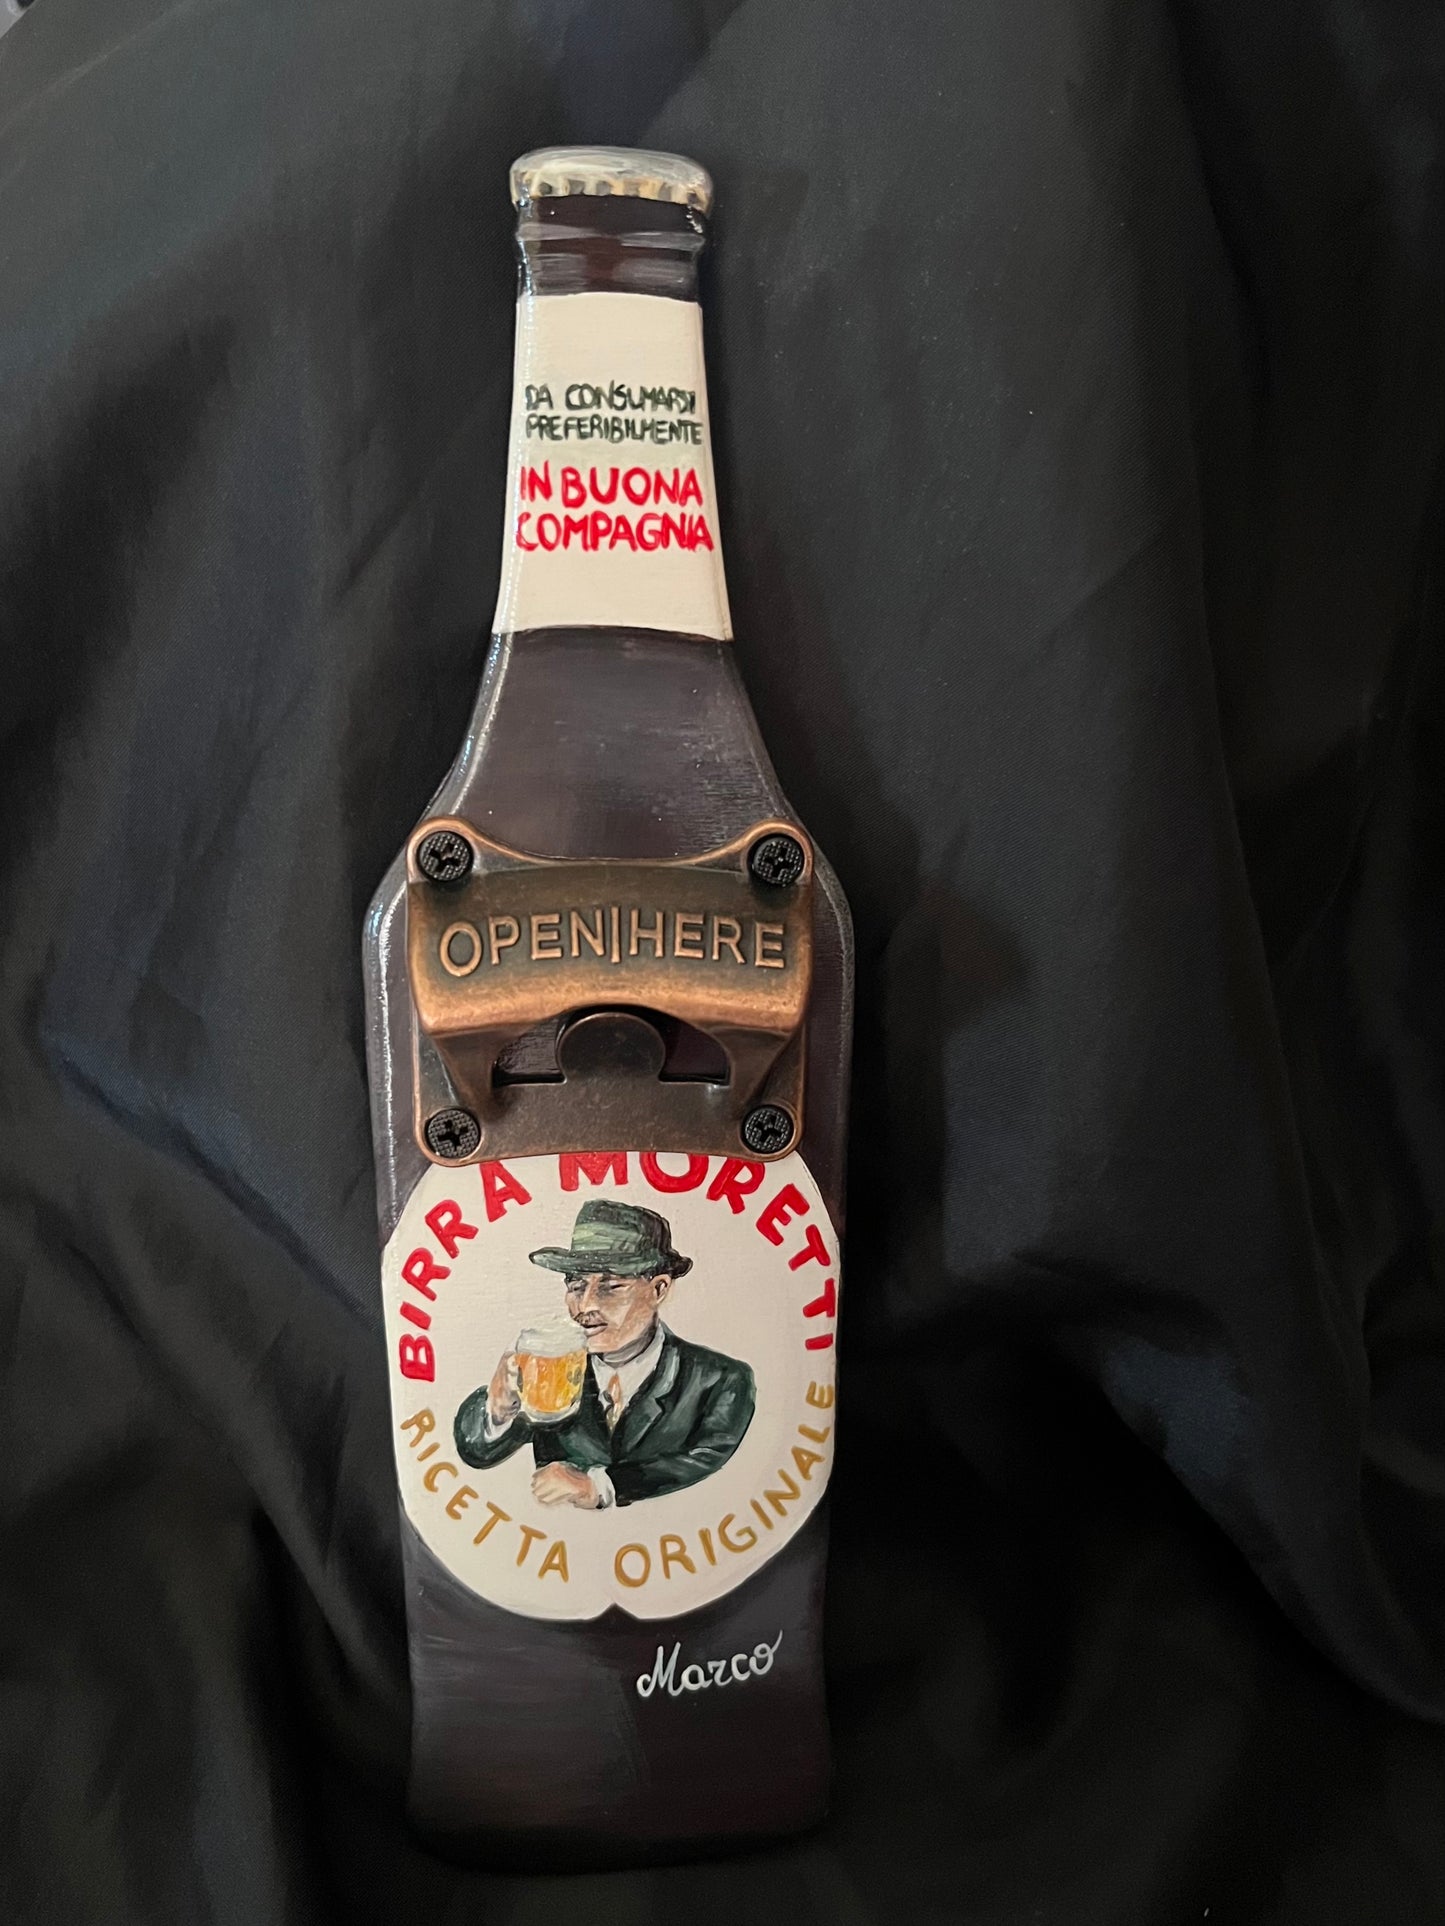 DA CONSUMARSI
PREFERIBILMENTE
IN BUONA
COMPAGNIA
OPEN|HERE
BIRRA MORETTI
RICETTA ORIGINALE
Marco